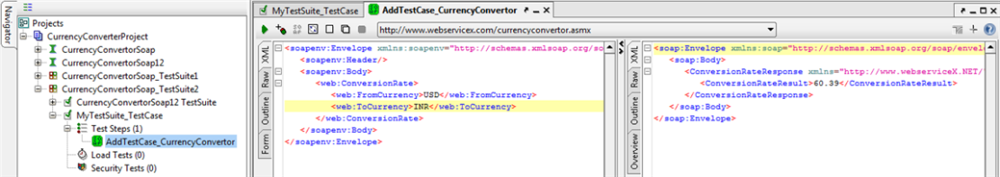 Navigator
Projects
CurrencyConverterProject
CurrencyConvertorSoap
CurrencyConvertorSoap12
CurrencyConvertorSoap_TestSuite1
CurrencyConvertorSoap_TestSuite2
CurrencyConvertorSoap12 TestSuite
MyTestSuite_TestCase
Test Steps (1)
AddTestCase_CurrencyConvertor
Load Tests (0)
Security Tests (0)
MyTestSuite_TestCase
AddTestCase_CurrencyConvertor
http://www.webservicex.com/currencyconvertor.asmx
XML
Raw
Outline
Form
<soapenv:Envelope xmlns:soapenv="http://schemas.xmlsoap.org/so
<soapenv:Header/>
<soapenv:Body>
<web:ConversionRate>
<web:FromCurrency>USD</web:FromCurrency>
<web:ToCurrency>INR</web:ToCurrency>
</web:ConversionRate>
</soapenv:Body>
</soapenv:Envelope>
XML
Raw
Outline
Overview
<soap:Envelope xmlns:soap="http://schemas.xmlsoap.org/soap/envel
<soap:Body>
<ConversionRateResponse xmlns="http://www.webserviceX.NET/
<ConversionRateResult>60.39</ConversionRateResult>
</ConversionRateResponse>
</soap:Body>
</soap:Envelope>